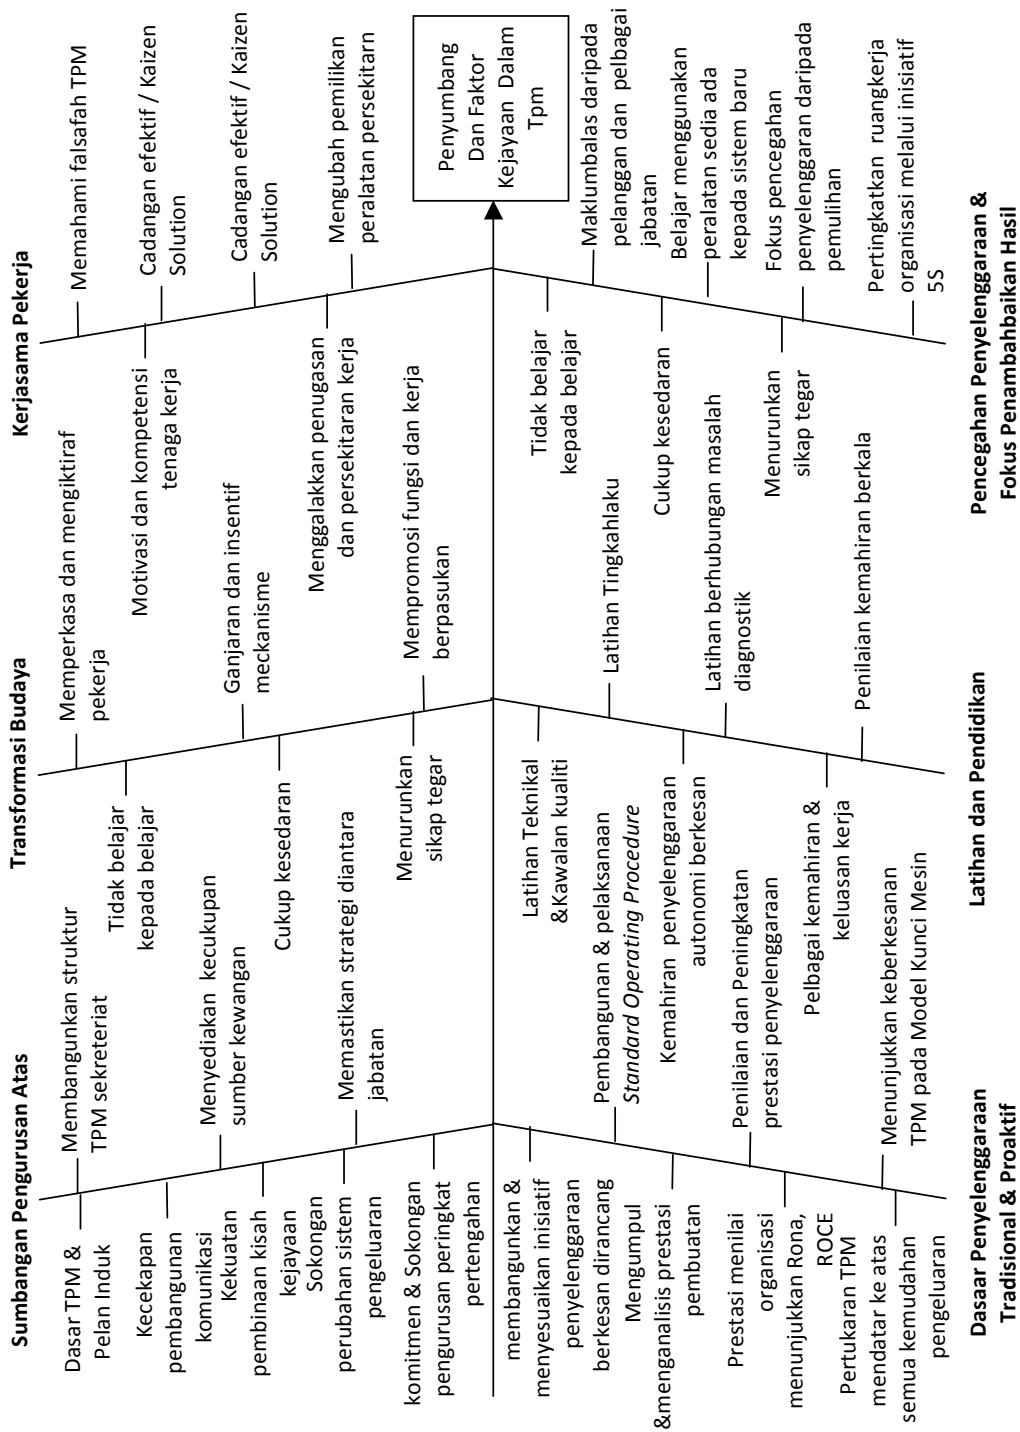 Sumbangan Pengurusan Atas
Dasar TPM &
Pelan Induk
Membangunkan struktur
TPM sekreteriat
Kecekapan
pembangunan
komunikasi
Menyediakan kecukupan
sumber kewangan
Kekuatan
pembinaan kisah
kejayaan
Sokongan
perubahan sistem
pengeluaran
Memastikan strategi diantara
jabatan
komitmen & Sokongan
pengurusan peringkat
pertengahan
Transformasi Budaya
Memperkasa dan mengiktiraf
pekerja
Tidak belajar
kepada belajar
Ganjaran dan insentif
meckanisme
Cukup kesedaran
Mempromosi fungsi dan kerja
berpasukan
Menurunkan
sikap tegar
Kerjasama Pekerja
Memahami falsafah TPM
Motivasi dan kompetensi
tenaga kerja
Cadangan efektif / Kaizen
Solution
Cadangan efektif / Kaizen
Solution
Menggalakkan penugasan
dan persekitaran kerja
Mengubah pemilikan
peralatan persekitarn
Penyumbang
Dan Faktor
Kejayaan Dalam
Tpm
membangunkan &
menyesuaikan inisiatif
penyelenggaraan
berkesan dirancang
Pembangunan & pelaksanaan
Standard Operating Procedure
Mengumpul
&menganalisis prestasi
pembuatan
Penilaian dan Peningkatan
prestasi penyelenggaraan
Prestasi menilai
organisasi
menunjukkan Rona,
ROCE
Menunjukkan keberkesanan
TPM pada Model Kunci Mesin
Pertukaran TPM
mendatar ke atas
semua kemudahan
pengeluaran
Dasar Penyelenggaraan
Tradisional & Proaktif
Latihan Teknikal
&Kawalan kualiti
Latihan Tingkahlaku
Kemahiran penyelenggaraan
autonomi berkesan
Latihan berhubungan masalah
diagnostik
Pelbagai kemahiran &
keluasan kerja
Penilaian kemahiran berkala
Latihan dan Pendidikan
Tidak belajar
kepada belajar
Maklumbalas daripada
pelanggan dan pelbagai
jabatan
Cukup kesedaran
Belajar menggunakan
peralatan sedia ada
kepada sistem baru
Menurunkan
sikap tegar
Fokus pencegahan
penyelenggaran daripada
pemulihan
Pertingkatkan ruangkerja
organisasi melalui inisiatif
5S
Pencegahan Penyelenggaraan &
Fokus Penambahbaikan Hasil